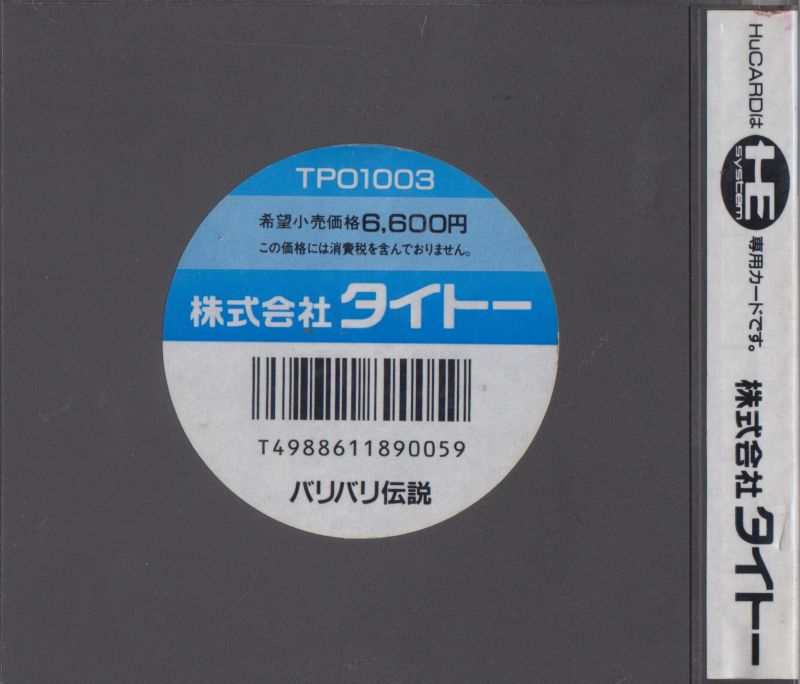 TP01003
希望小売価格6,600円
この価格には消費税を含んでおりません。
株式会社 タイトー
T4988611890059
バリバリ伝説
HuCARDは HE system 専用カードです。 株式会社 タイトー